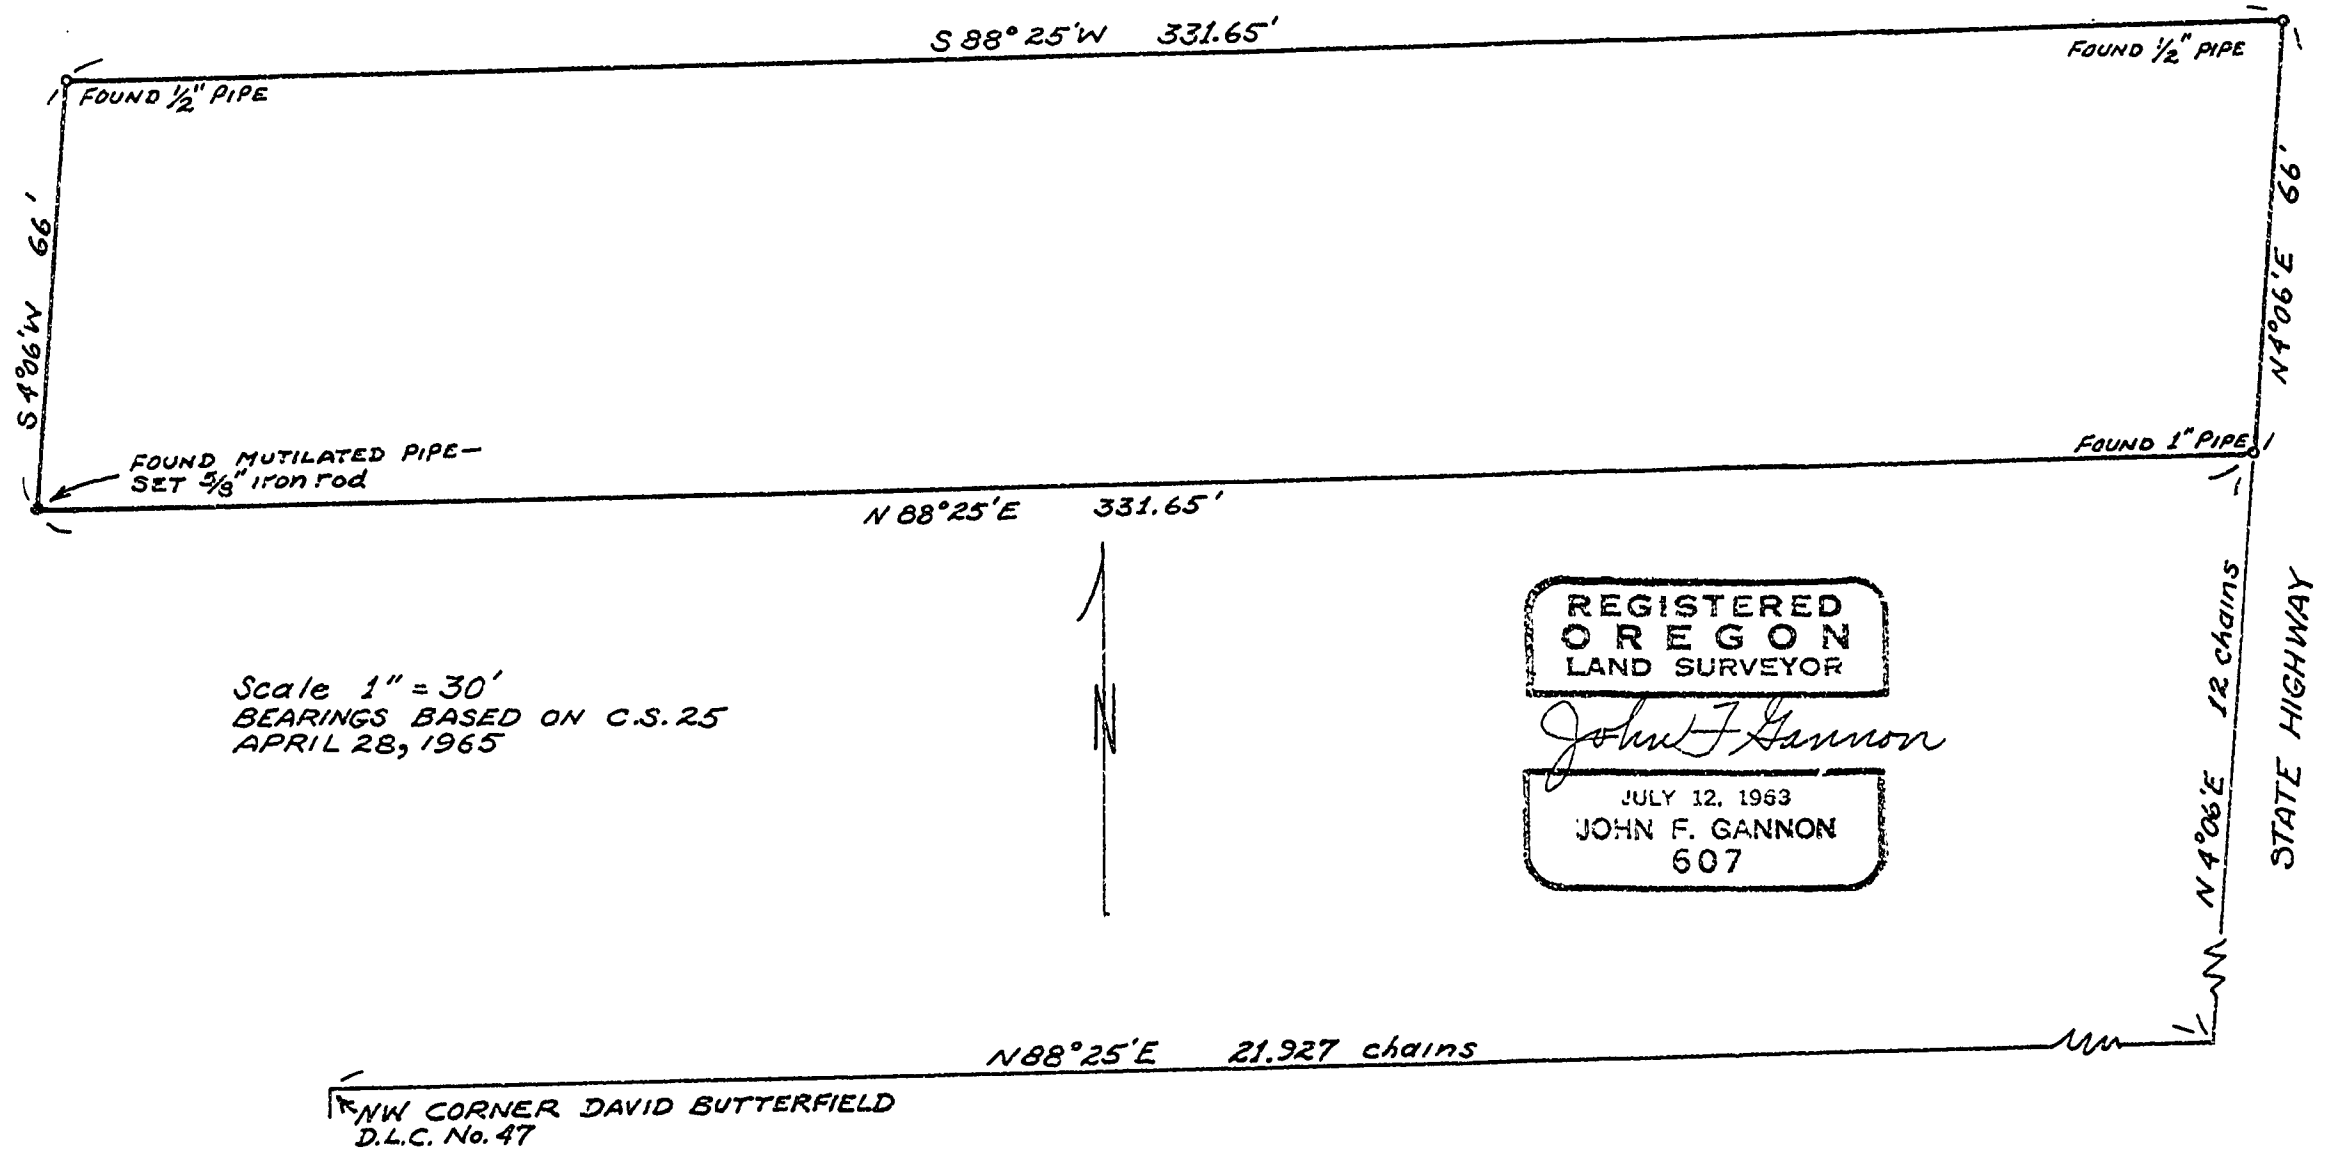 S 88° 25'W 331.65'
FOUND 1/2" PIPE
FOUND 1/2" PIPE
S 4°06'W 66'
N 4°06'E 66'
FOUND MUTILATED PIPE—
SET 5/8" iron rod
FOUND 1" PIPE
N 88°25'E 331.65'
Scale 1" = 30'
BEARINGS BASED ON C.S. 25
APRIL 28, 1965
N
REGISTERED
OREGON
LAND SURVEYOR
John F Gannon
JULY 12, 1963
JOHN F. GANNON
607
N 4°06'E 12 chains
STATE HIGHWAY
N 88°25'E 21.927 chains
NW CORNER DAVID BUTTERFIELD
D.L.C. No. 47